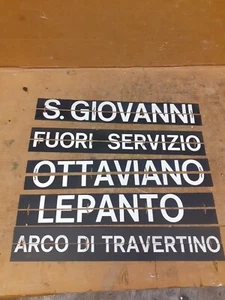 S. GIOVANNI
FUORI SERVIZIO
OTTAVIANO
LEPANTO
ARCO DI TRAVERTINO